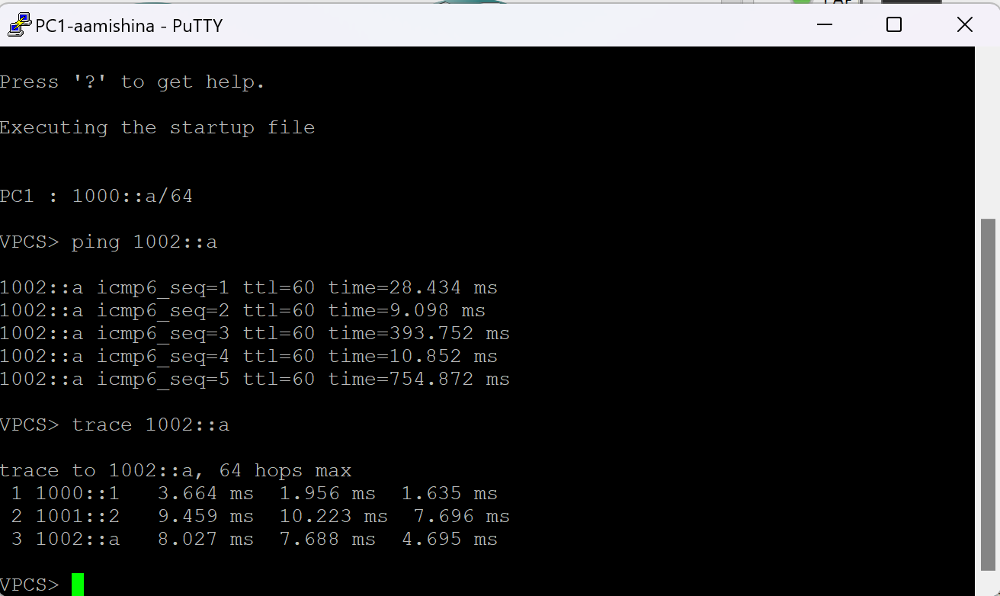 PC1-aamishina - PuTTY
Press '?' to get help.
Executing the startup file
PC1 : 1000::a/64
VPCS> ping 1002::a
1002::a icmp6_seq=1 ttl=60 time=28.434 ms
1002::a icmp6_seq=2 ttl=60 time=9.098 ms
1002::a icmp6_seq=3 ttl=60 time=393.752 ms
1002::a icmp6_seq=4 ttl=60 time=10.852 ms
1002::a icmp6_seq=5 ttl=60 time=754.872 ms
VPCS> trace 1002::a
trace to 1002::a, 64 hops max
 1 1000::1   3.664 ms  1.956 ms  1.635 ms
 2 1001::2   9.459 ms  10.223 ms  7.696 ms
 3 1002::a   8.027 ms  7.688 ms  4.695 ms
VPCS>